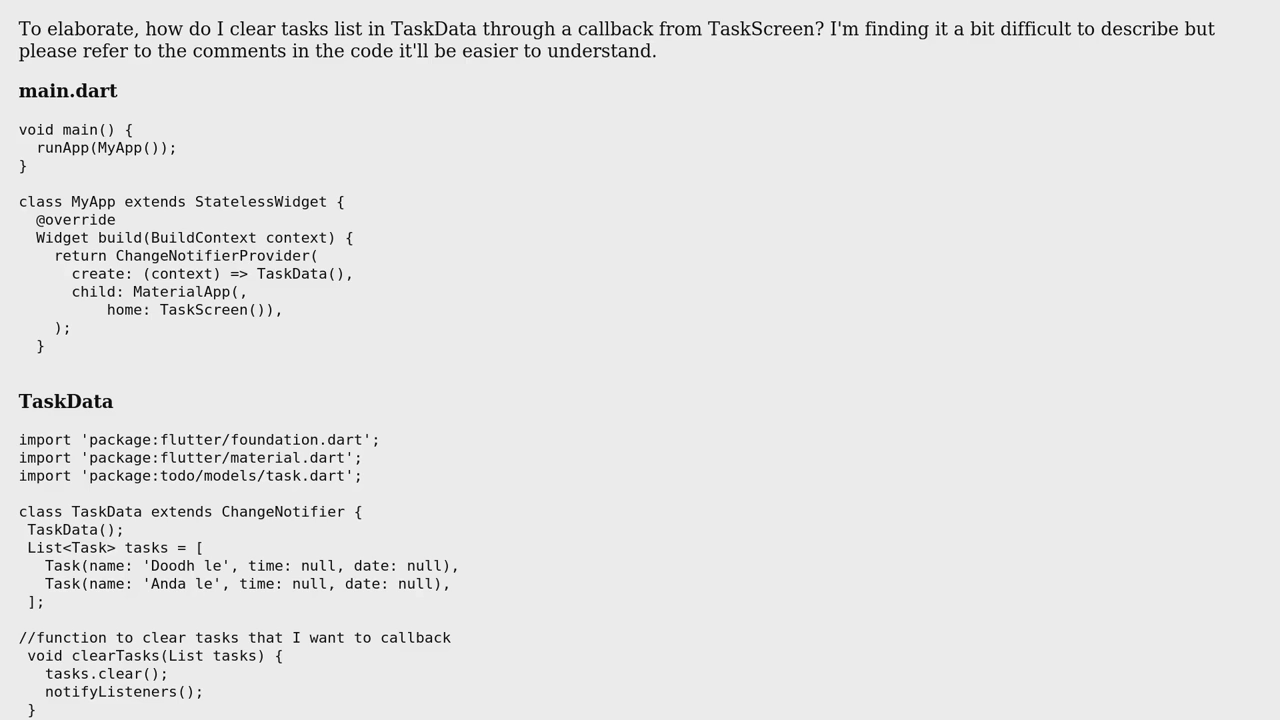 To elaborate, how do I clear tasks list in TaskData through a callback from TaskScreen? I'm finding it a bit difficult to describe but
please refer to the comments in the code it'll be easier to understand.
main.dart
void main() {
  runApp(MyApp());
}
class MyApp extends StatelessWidget {
  @override
  Widget build(BuildContext context) {
    return ChangeNotifierProvider(
      create: (context) => TaskData(),
      child: MaterialApp(,
          home: TaskScreen()),
    );
  }
TaskData
import 'package:flutter/foundation.dart';
import 'package:flutter/material.dart';
import 'package:todo/models/task.dart';
class TaskData extends ChangeNotifier {
 TaskData();
 List<Task> tasks = [
   Task(name: 'Doodh le', time: null, date: null),
   Task(name: 'Anda le', time: null, date: null),
 ];
//function to clear tasks that I want to callback
 void clearTasks(List tasks) {
   tasks.clear();
   notifyListeners();
 }